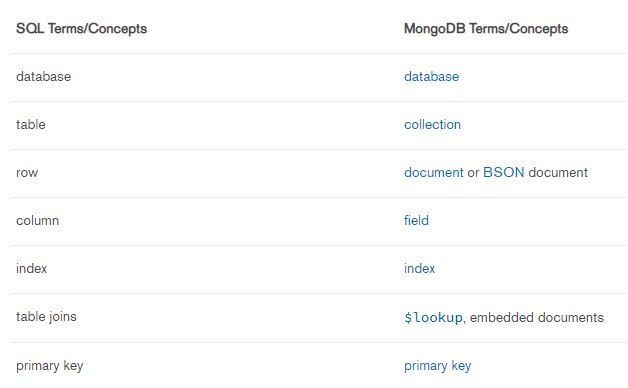 SQL Terms/Concepts MongoDB Terms/Concepts
database database
table collection
row document or BSON document
column field
index index
table joins $lookup, embedded documents
primary key primary key